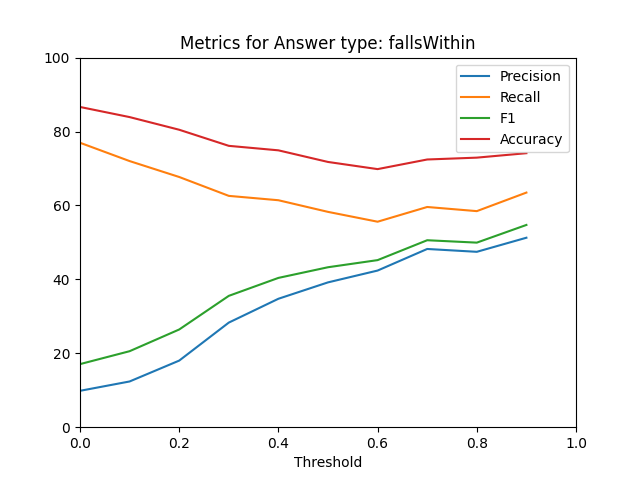 Metrics for Answer type: fallsWithin
100
80
60
40
20
0
Precision
Recall
F1
Accuracy
0.0 0.2 0.4 0.6 0.8 1.0
Threshold